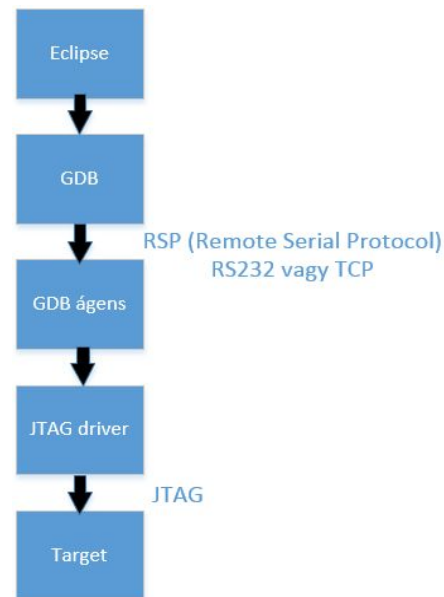 Eclipse
GDB
RSP (Remote Serial Protocol)
RS232 vagy TCP
GDB ágens
JTAG driver
JTAG
Target